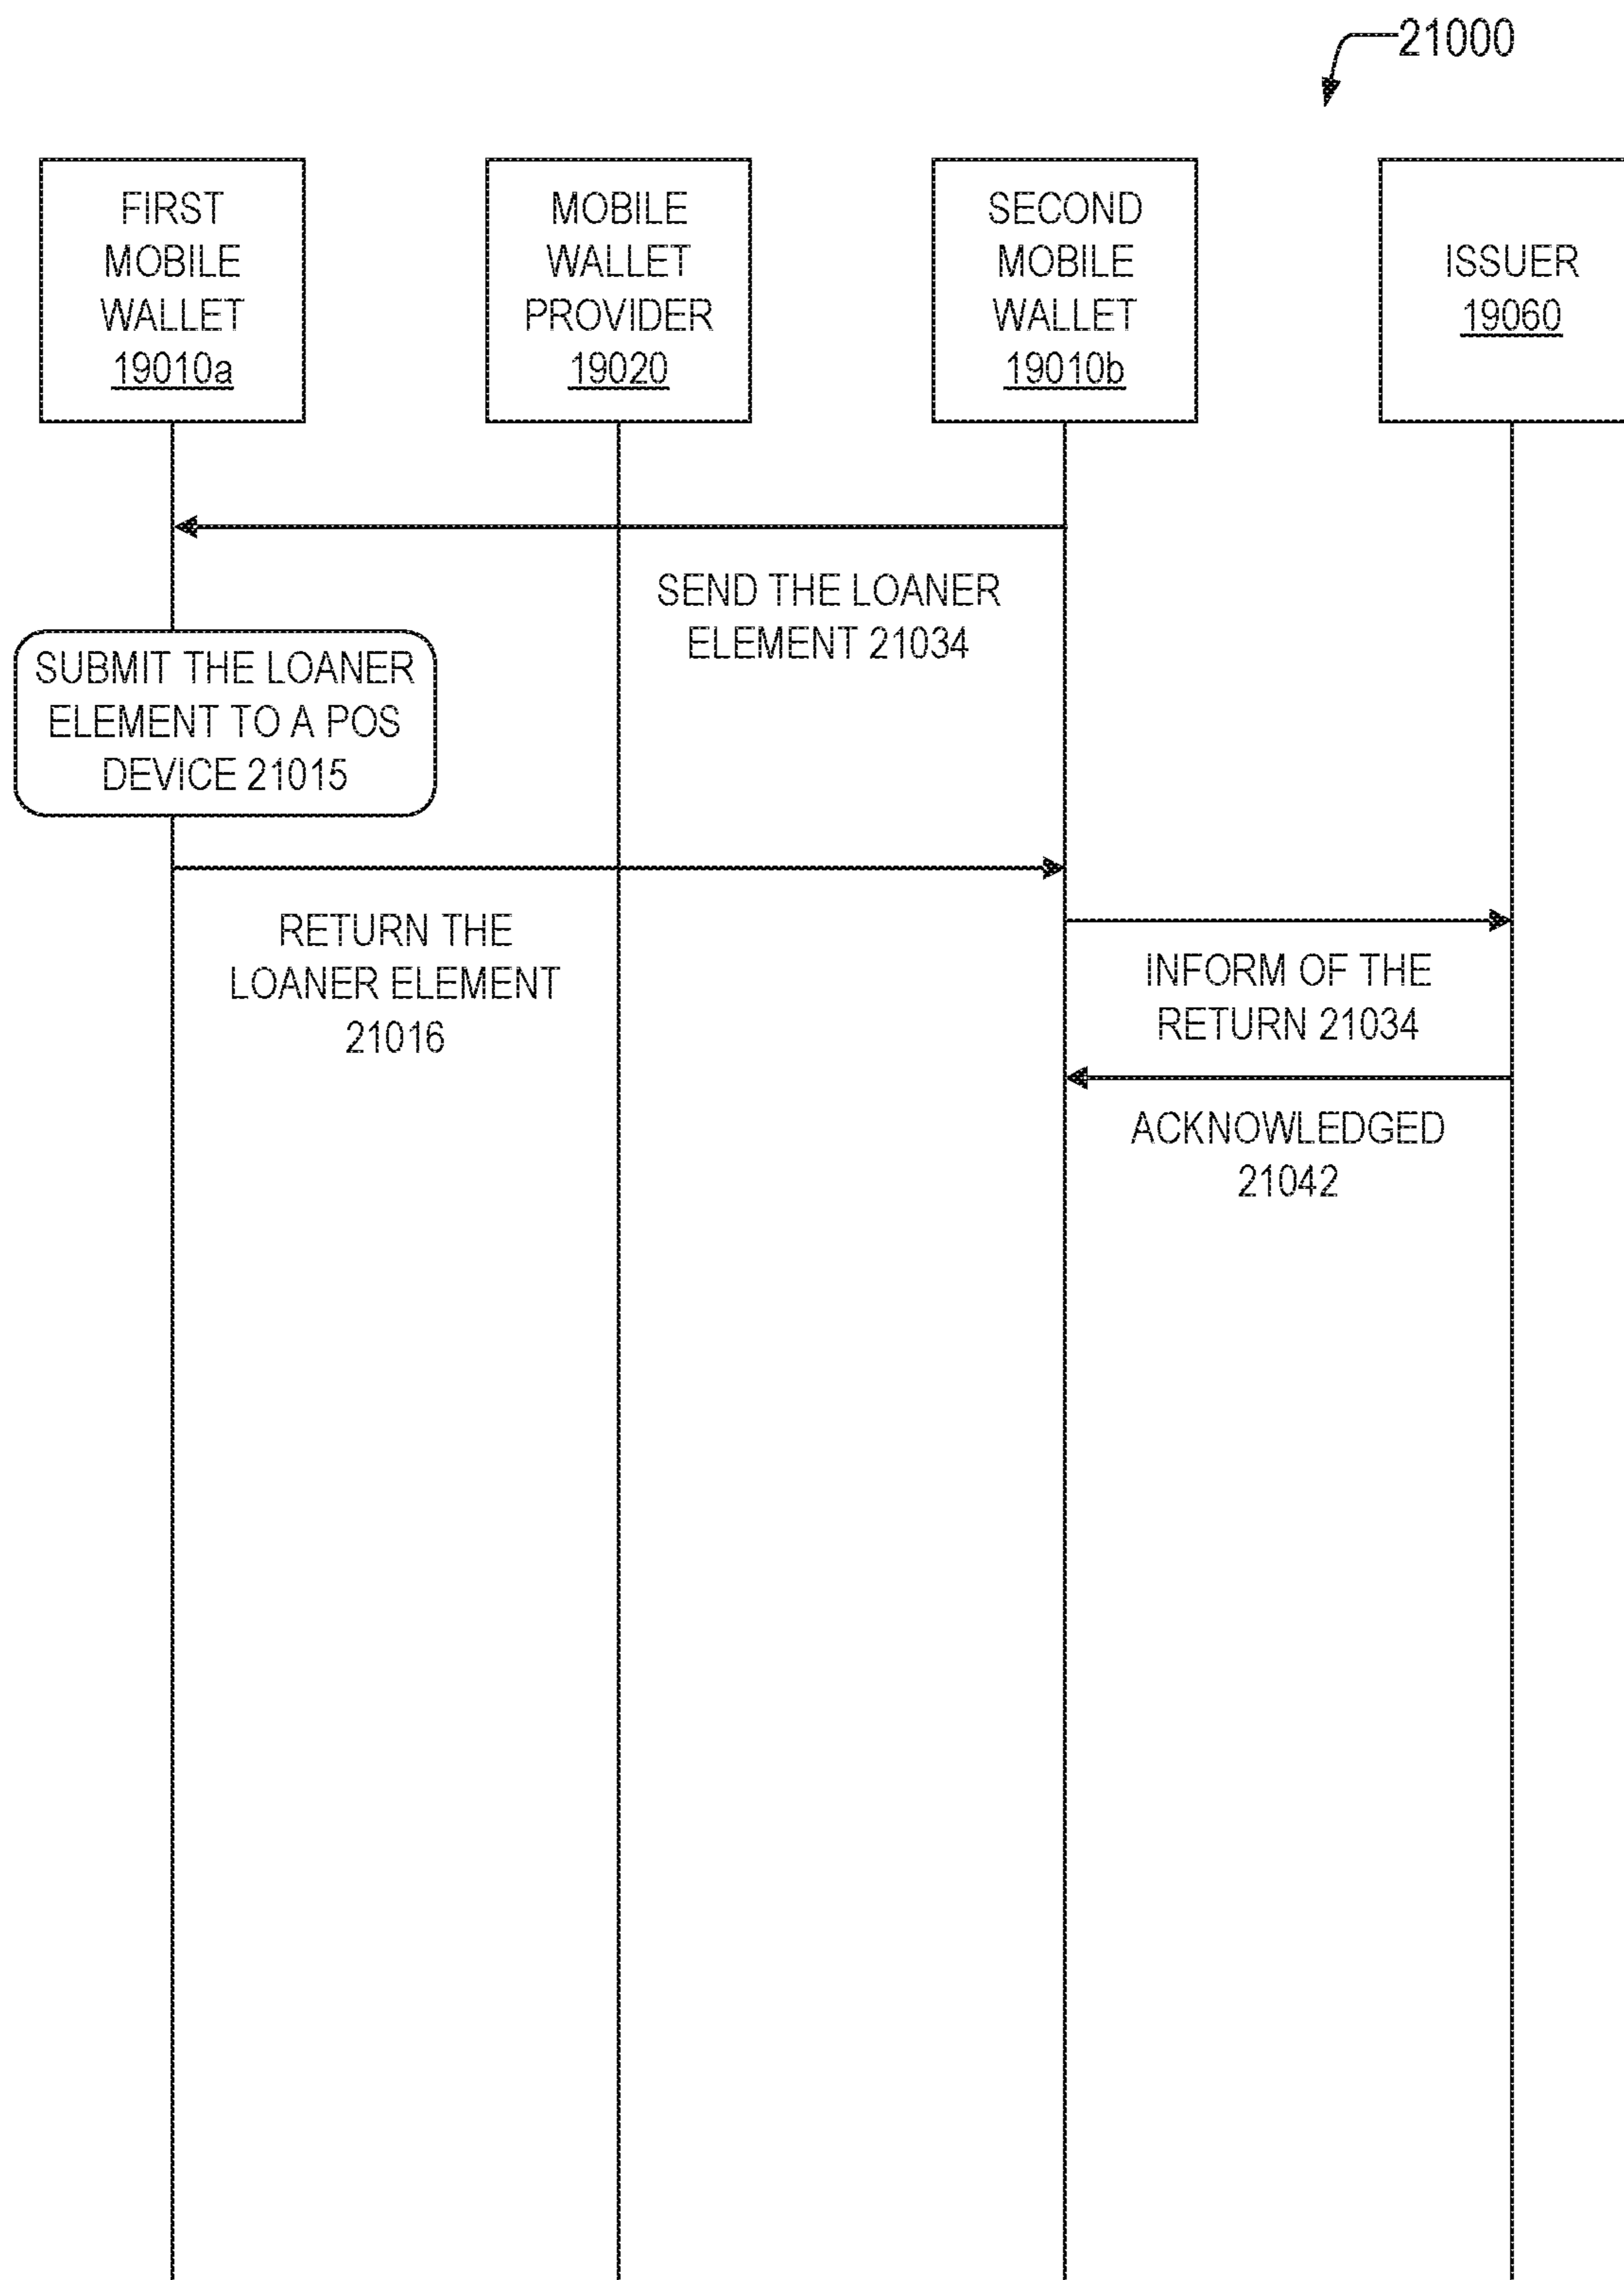 21000
FIRST
MOBILE
WALLET
19010a
MOBILE
WALLET
PROVIDER
19020
SECOND
MOBILE
WALLET
19010b
ISSUER
19060
SEND THE LOANER
ELEMENT 21034
SUBMIT THE LOANER
ELEMENT TO A POS
DEVICE 21015
RETURN THE
LOANER ELEMENT
21016
INFORM OF THE
RETURN 21034
ACKNOWLEDGED
21042